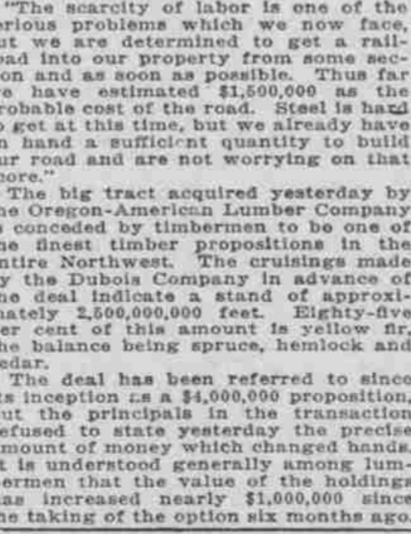 "The scarcity of labor is one of the
erious problems which we now face,
ut we are determined to get a rail-
oad into our property from some sec-
on and as soon as possible. Thus far
e have estimated $1,500,000 as the
robable cost of the road. Steel is hard
o get at this time, but we already have
n hand a sufficient quantity to build
ur road and are not worrying on that
core."
The big tract acquired yesterday by
he Oregon-American Lumber Company
s conceded by timbermen to be one of
he finest timber propositions in the
ntire Northwest. The cruisings made
y the Dubois Company in advance of
he deal indicate a stand of approxi-
mately 2,500,000,000 feet. Eighty-five
er cent of this amount is yellow fir,
he balance being spruce, hemlock and
edar.
The deal has been referred to since
ts inception as a $4,000,000 proposition,
ut the principals in the transaction
efused to state yesterday the precise
mount of money which changed hands.
t is understood generally among lum-
ermen that the value of the holdings
as increased nearly $1,000,000 since
he taking of the option six months ago